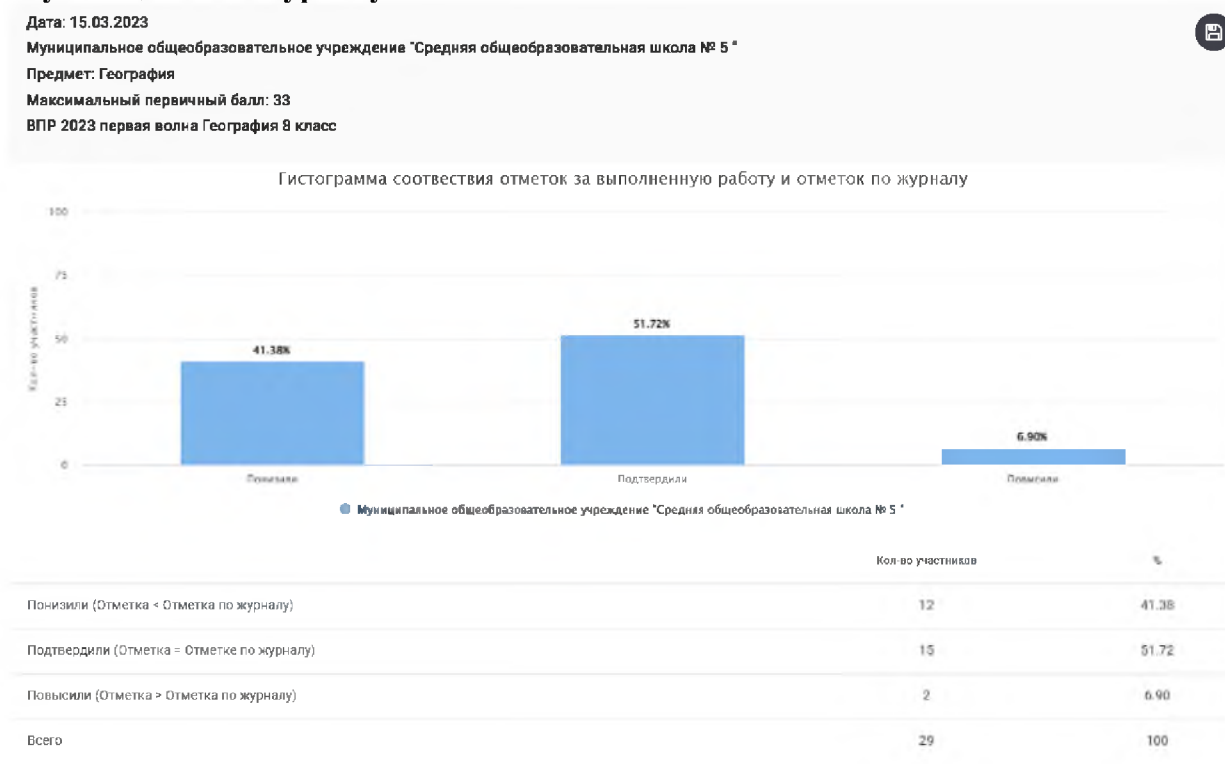 Дата: 15.03.2023
Муниципальное общеобразовательное учреждение "Средняя общеобразовательная школа № 5 "
Предмет: География
Максимальный первичный балл: 33
ВПР 2023 первая волна География 8 класс
Гистограмма соотвествия отметок за выполненную работу и отметок по журналу
100
75
50
25
0
Кол-во участников
41.38%
51.72%
6.90%
Понизили
Подтвердили
Повысили
Муниципальное общеобразовательное учреждение "Средняя общеобразовательная школа № 5 "
Кол-во участников %
Понизили (Отметка < Отметка по журналу) 12 41.38
Подтвердили (Отметка = Отметке по журналу) 15 51.72
Повысили (Отметка > Отметка по журналу) 2 6.90
Всего 29 100